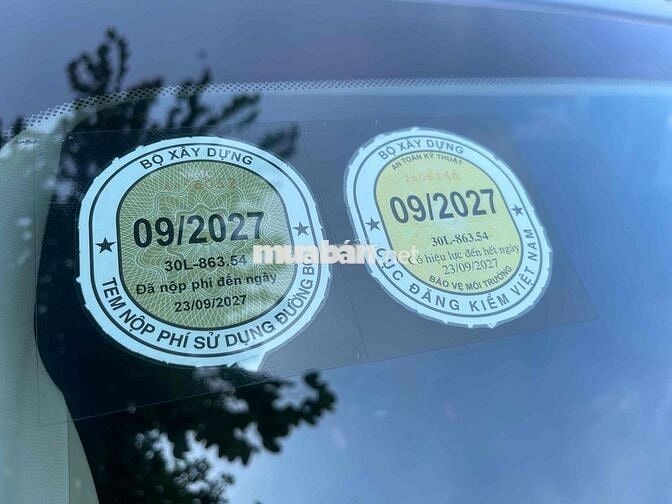 BỘ XÂY DỰNG
09/2027
30L-863.54
Đã nộp phí đến ngày
23/09/2027
TEM NỘP PHÍ SỬ DỤNG ĐƯỜNG BỘ
BỘ XÂY DỰNG
AN TOÀN KỸ THUẬT
09/2027
30L-863.54
Có hiệu lực đến hết ngày
23/09/2027
BẢO VỆ MÔI TRƯỜNG
CỤC ĐĂNG KIỂM VIỆT NAM
muaban.net